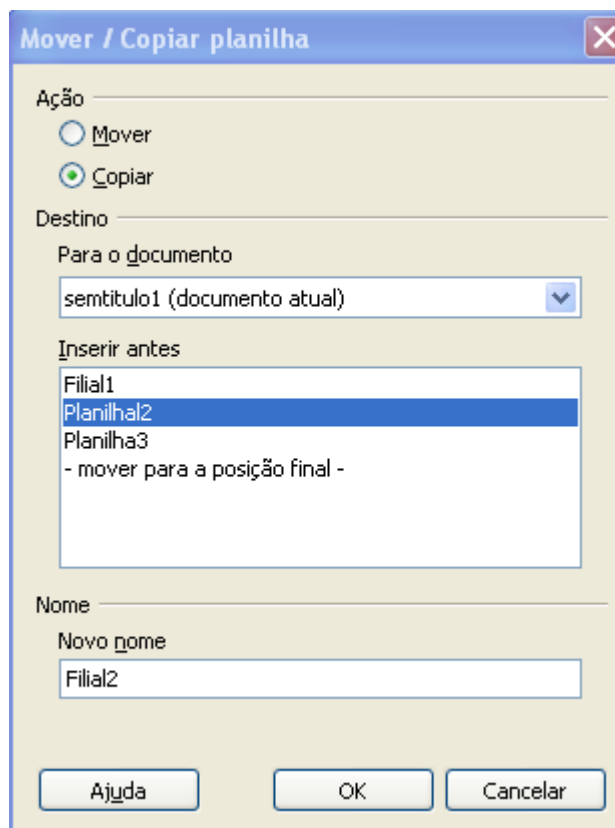 Mover / Copiar planilha
Ação
Mover
Copiar
Destino
Para o documento
semtitulo1 (documento atual)
Inserir antes
Filial1
Planilhal2
Planilha3
- mover para a posição final -
Nome
Novo nome
Filial2
Ajuda OK Cancelar